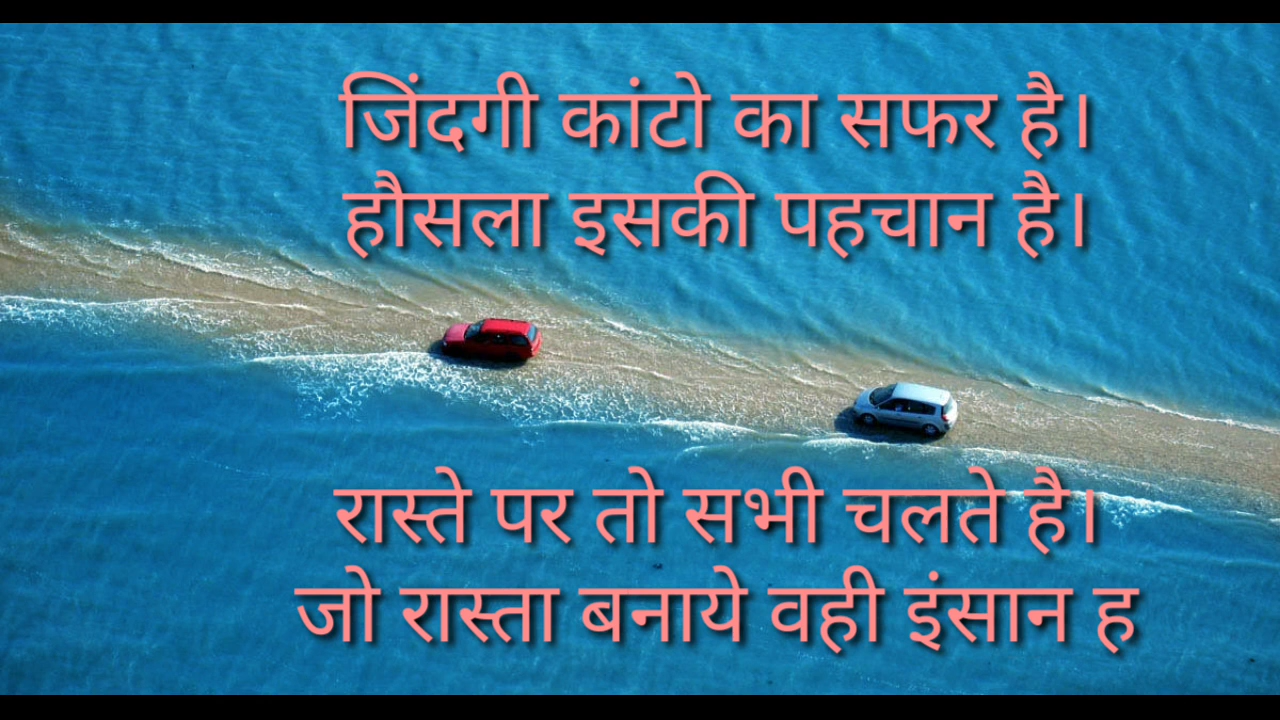 जिंदगी कांटो का सफर है।
हौसला इसकी पहचान है।
रास्ते पर तो सभी चलते है।
जो रास्ता बनाये वही इंसान ह